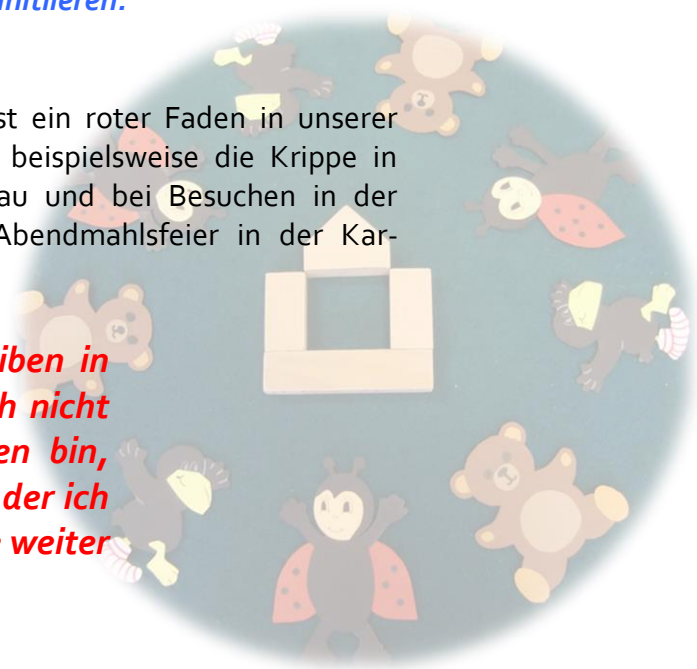 st ein roter Faden in unserer
beispielsweise die Krippe in
au und bei Besuchen in der
Abendmahlsfeier in der Kar-
iben in
h nicht
en bin,
der ich
weiter